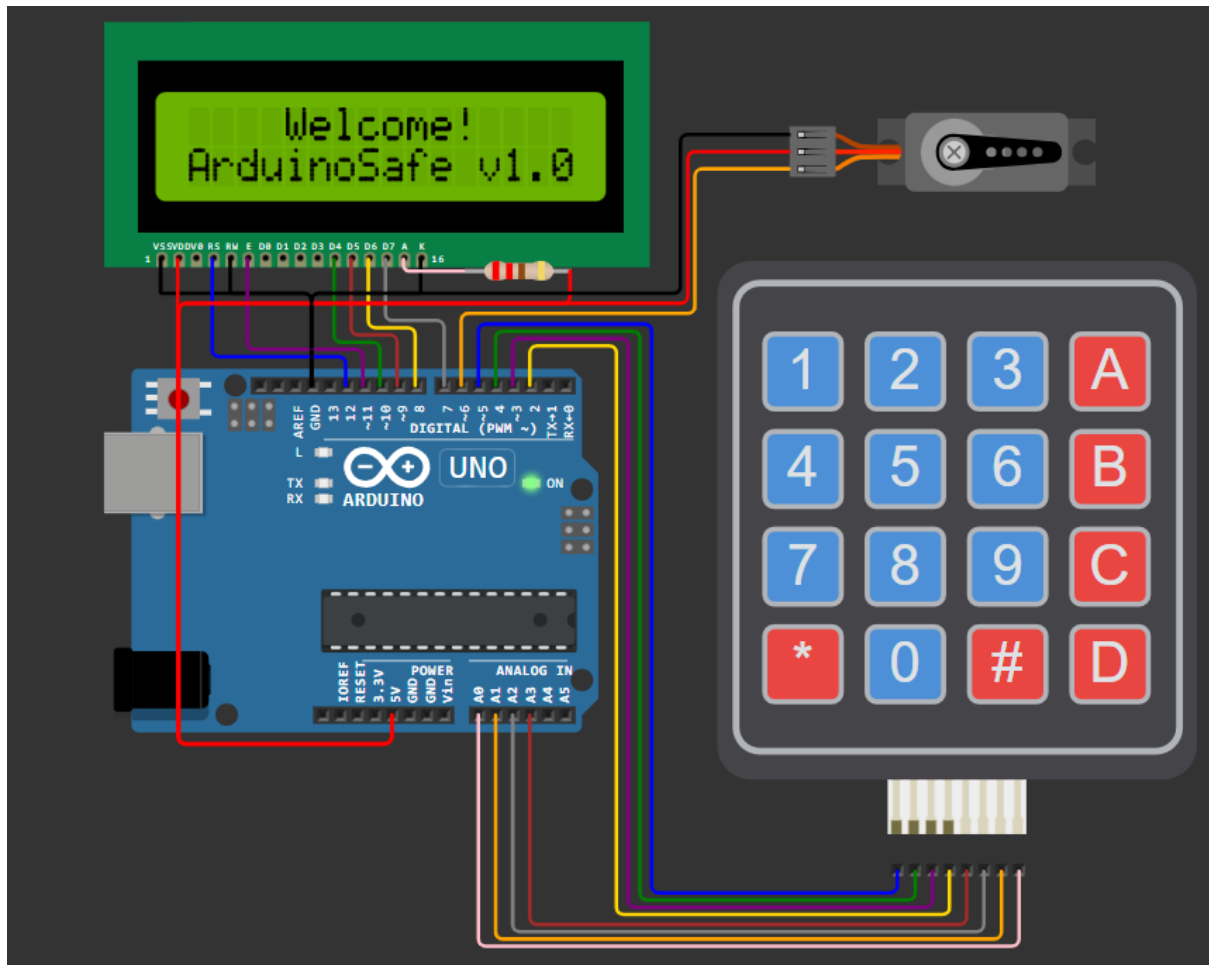 Welcome!
ArduinoSafe v1.0
VSS VDD V0 RS RW E D0 D1 D2 D3 D4 D5 D6 D7 A K
1 16
1 2 3 A
4 5 6 B
7 8 9 C
* 0 # D
AREF GND 13 12 ~11 ~10 ~9 8 7 ~6 ~5 4 ~3 2 TX→1 RX←0
DIGITAL (PWM ~)
L
TX
RX
ARDUINO
UNO
ON
POWER
ANALOG IN
IOREF RESET 3.3V 5V GND GND Vin A0 A1 A2 A3 A4 A5